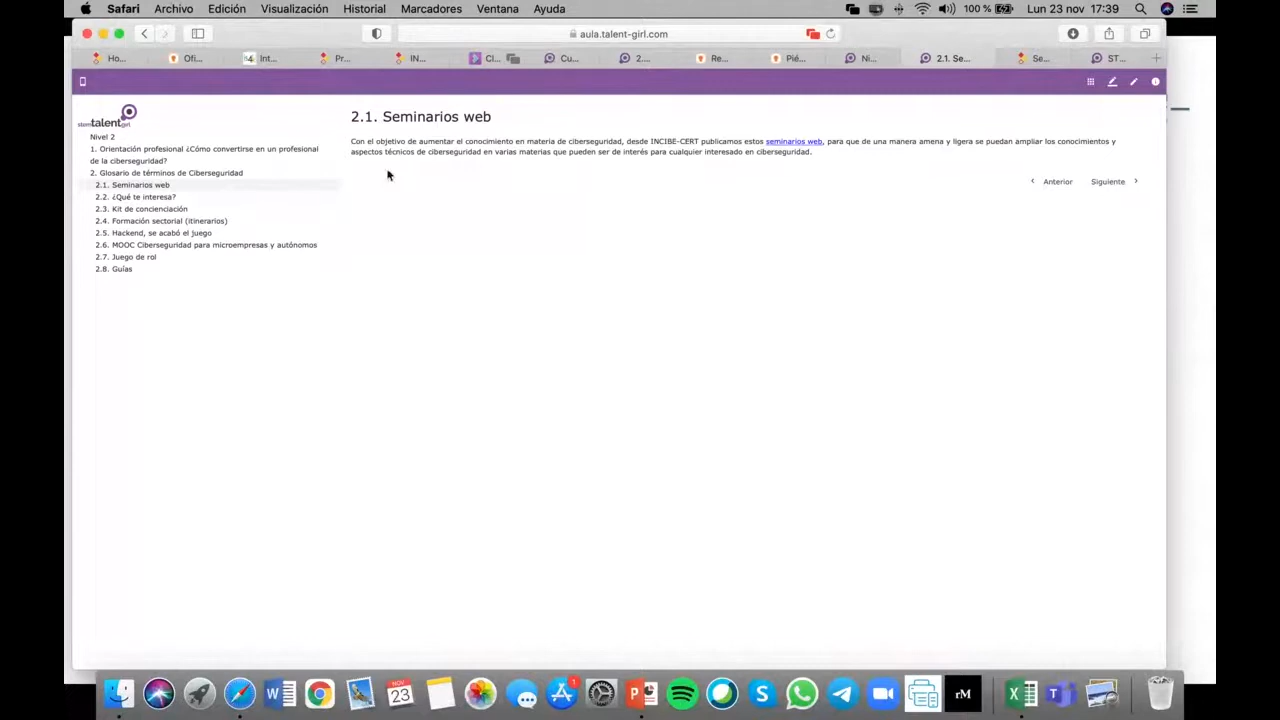 Safari Archivo Edición Visualización Historial Marcadores Ventana Ayuda 100 % Lun 23 nov 17:39
aula.talent-girl.com
Ho... Ofi... Int... Pr... IN... Cl... Cu... 2.... Re... Pié... Ni... 2.1. Se... Se... ST...
stem talent girl
Nivel 2
1. Orientación profesional ¿Cómo convertirse en un profesional
de la ciberseguridad?
2. Glosario de términos de Ciberseguridad
2.1. Seminarios web
2.2. ¿Qué te interesa?
2.3. Kit de concienciación
2.4. Formación sectorial (itinerarios)
2.5. Hackend, se acabó el juego
2.6. MOOC Ciberseguridad para microempresas y autónomos
2.7. Juego de rol
2.8. Guías
2.1. Seminarios web
Con el objetivo de aumentar el conocimiento en materia de ciberseguridad, desde INCIBE-CERT publicamos estos seminarios web, para que de una manera amena y ligera se puedan ampliar los conocimientos y
aspectos técnicos de ciberseguridad en varias materias que pueden ser de interés para cualquier interesado en ciberseguridad.
Anterior Siguiente
NOV 23
1
rM